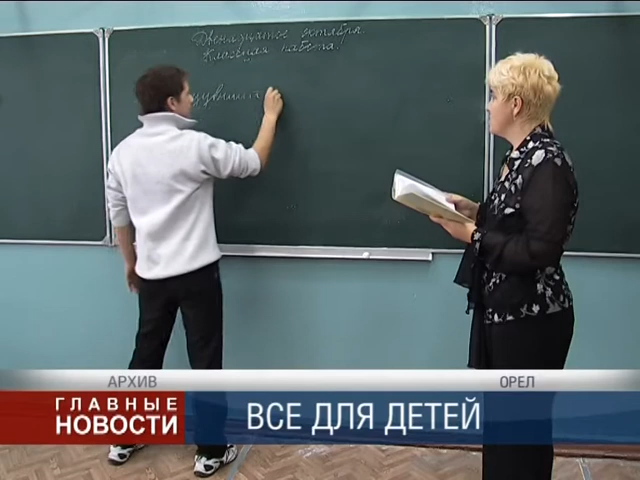 Двенадцатое октября.
Классная работа.
АРХИВ
ОРЕЛ
ГЛАВНЫЕ
НОВОСТИ
ВСЕ ДЛЯ ДЕТЕЙ